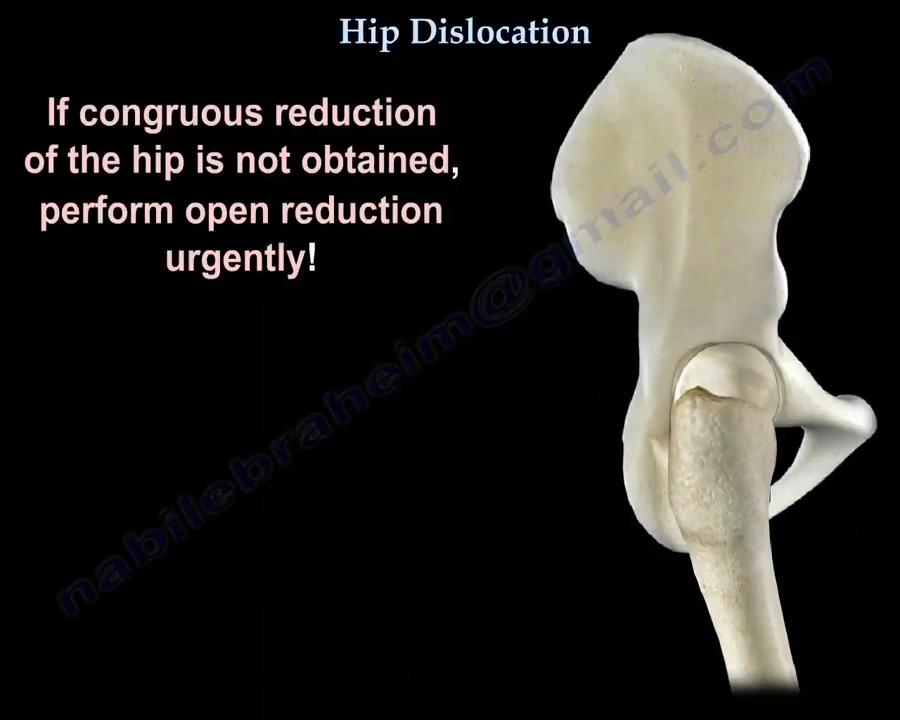 Hip Dislocation
If congruous reduction
of the hip is not obtained,
perform open reduction
urgently!
nabilebraheim@gmail.com